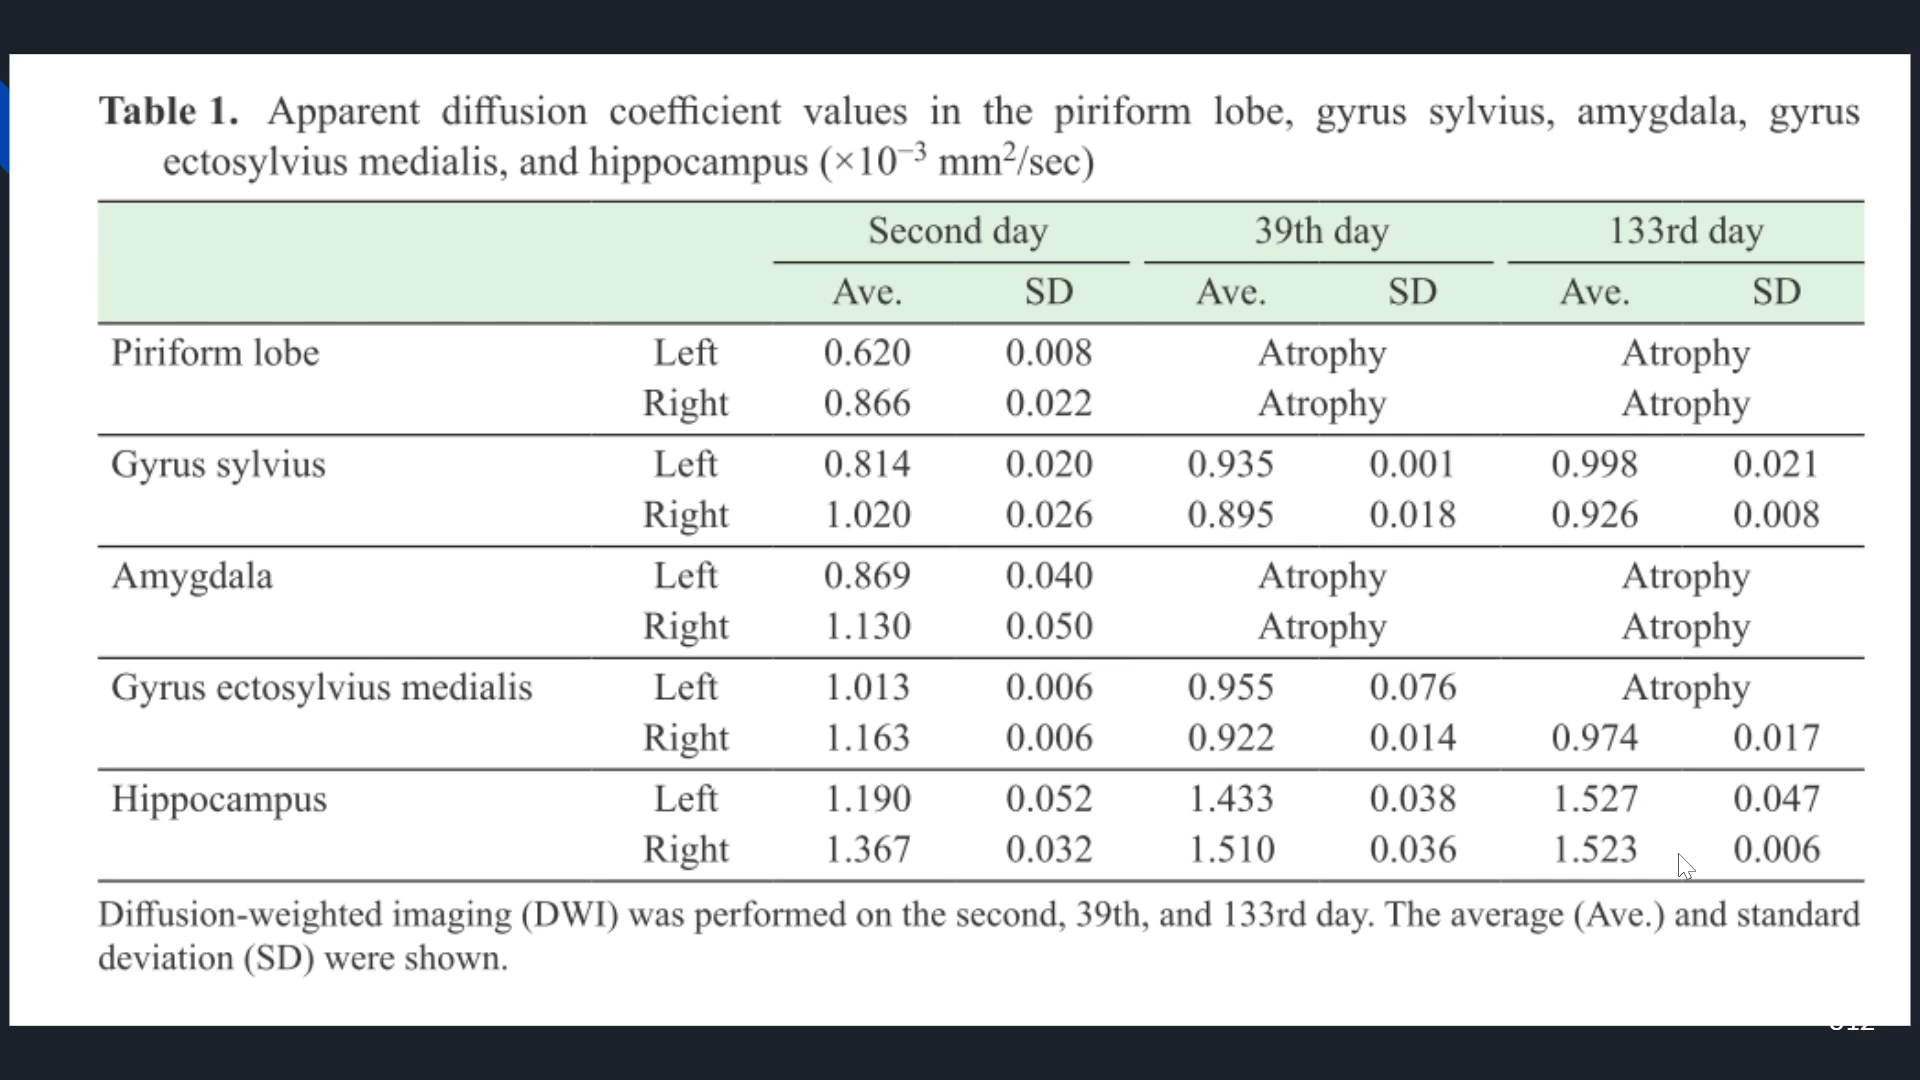 Table 1. Apparent diffusion coefficient values in the piriform lobe, gyrus sylvius, amygdala, gyrus
ectosylvius medialis, and hippocampus (×10⁻³ mm²/sec)
Second day 39th day 133rd day
Ave. SD Ave. SD Ave. SD
Piriform lobe Left 0.620 0.008 Atrophy Atrophy
Right 0.866 0.022 Atrophy Atrophy
Gyrus sylvius Left 0.814 0.020 0.935 0.001 0.998 0.021
Right 1.020 0.026 0.895 0.018 0.926 0.008
Amygdala Left 0.869 0.040 Atrophy Atrophy
Right 1.130 0.050 Atrophy Atrophy
Gyrus ectosylvius medialis Left 1.013 0.006 0.955 0.076 Atrophy
Right 1.163 0.006 0.922 0.014 0.974 0.017
Hippocampus Left 1.190 0.052 1.433 0.038 1.527 0.047
Right 1.367 0.032 1.510 0.036 1.523 0.006
Diffusion-weighted imaging (DWI) was performed on the second, 39th, and 133rd day. The average (Ave.) and standard
deviation (SD) were shown.